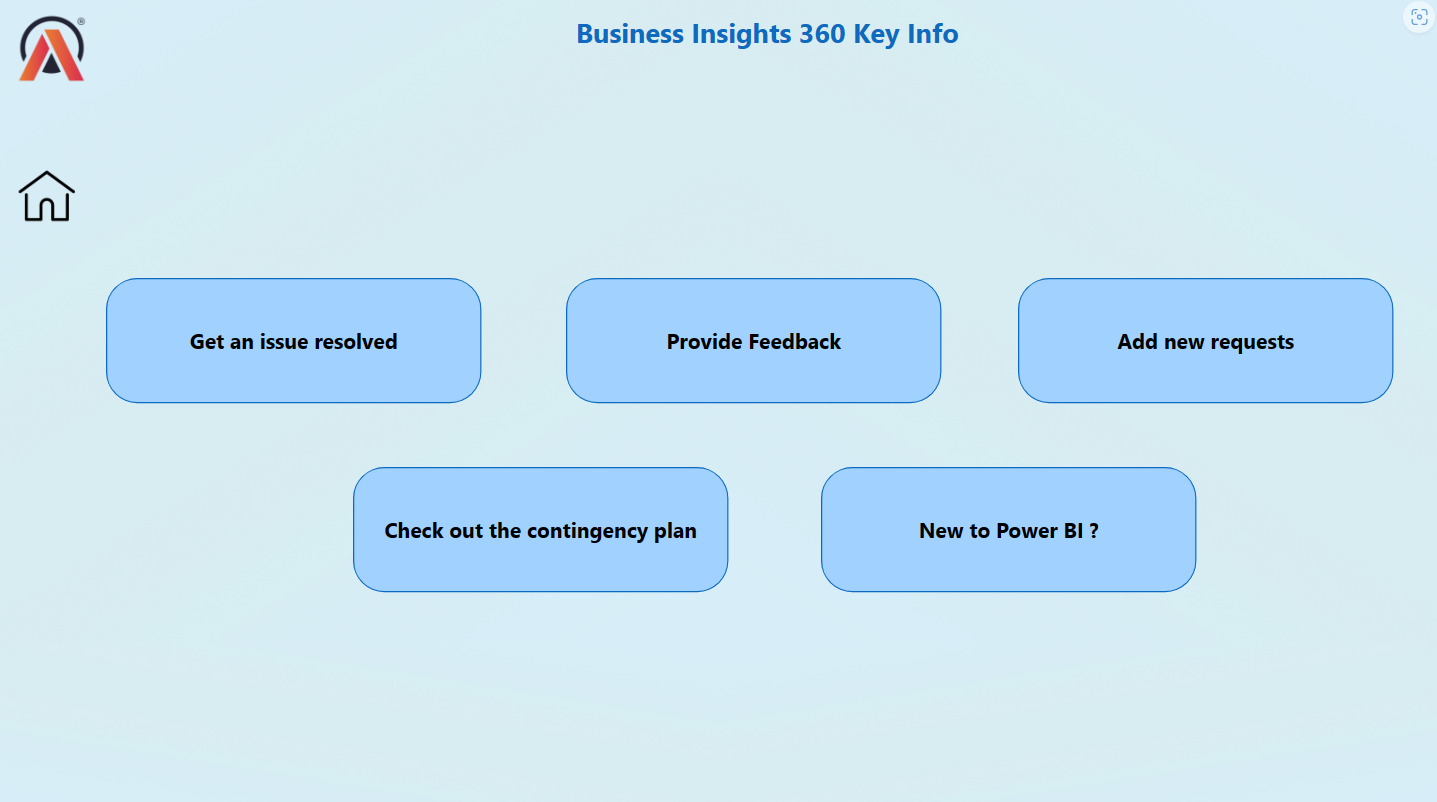 ®
Business Insights 360 Key Info
Get an issue resolved
Provide Feedback
Add new requests
Check out the contingency plan
New to Power BI ?